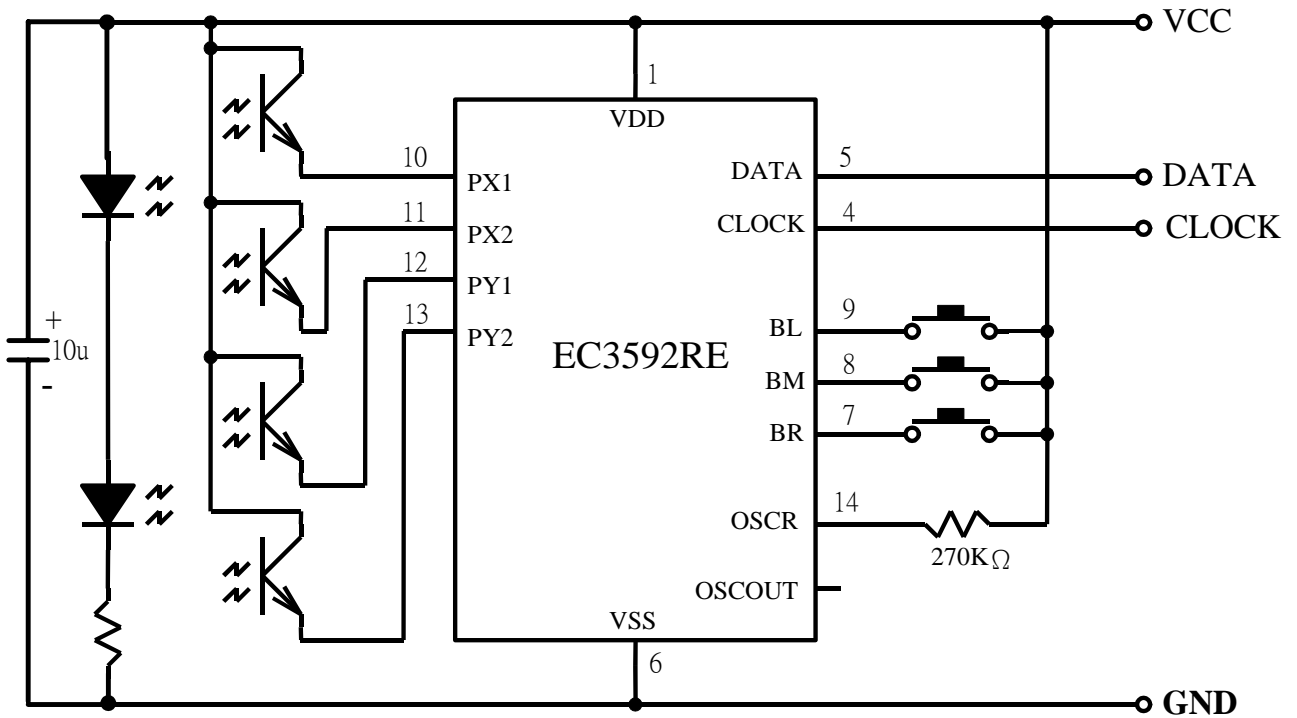 VCC
1
VDD
10
PX1
DATA
5
DATA
11
PX2
CLOCK
4
CLOCK
12
PY1
13
PY2
BL
9
+
10u
-
EC3592RE
BM
8
BR
7
OSCR
14
270KΩ
OSCOUT
VSS
6
GND